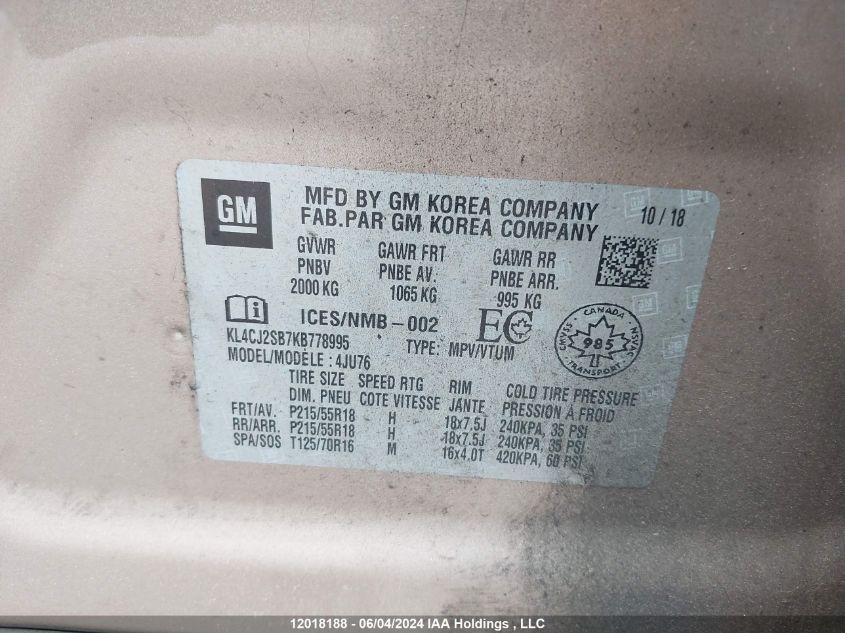 GM
MFD BY GM KOREA COMPANY
FAB.PAR GM KOREA COMPANY
10 / 18
GVWR GAWR FRT GAWR RR
PNBV PNBE AV. PNBE ARR.
2000 KG 1065 KG 995 KG
ICES/NMB-002 EC
KL4CJ2SB7KB778995 TYPE: MPV/VTUM
MODEL/MODÈLE : 4JU76
CANADA
CMVSS 985 NSVAC
TRANSPORT
TIRE SIZE SPEED RTG RIM COLD TIRE PRESSURE
DIM. PNEU COTE VITESSE JANTE PRESSION À FROID
FRT/AV. P215/55R18 H 18x7.5J 240KPA, 35 PSI
RR/ARR. P215/55R18 H 18x7.5J 240KPA, 35 PSI
SPA/SOS T125/70R16 M 16x4.0T 420KPA, 60 PSI
12018188 - 06/04/2024 IAA Holdings , LLC